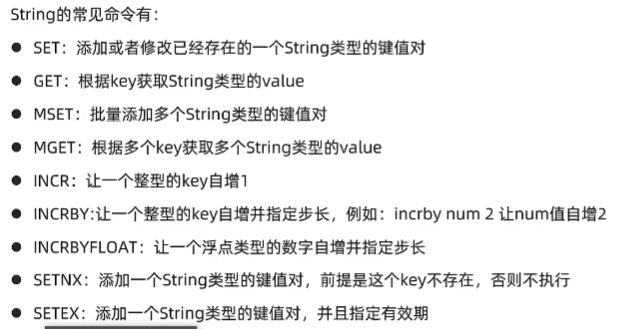 String的常见命令有：
● SET：添加或者修改已经存在的一个String类型的键值对
● GET：根据key获取String类型的value
● MSET：批量添加多个String类型的键值对
● MGET：根据多个key获取多个String类型的value
● INCR：让一个整型的key自增1
● INCRBY:让一个整型的key自增并指定步长，例如：incrby num 2 让num值自增2
● INCRBYFLOAT：让一个浮点类型的数字自增并指定步长
● SETNX：添加一个String类型的键值对，前提是这个key不存在，否则不执行
● SETEX：添加一个String类型的键值对，并且指定有效期